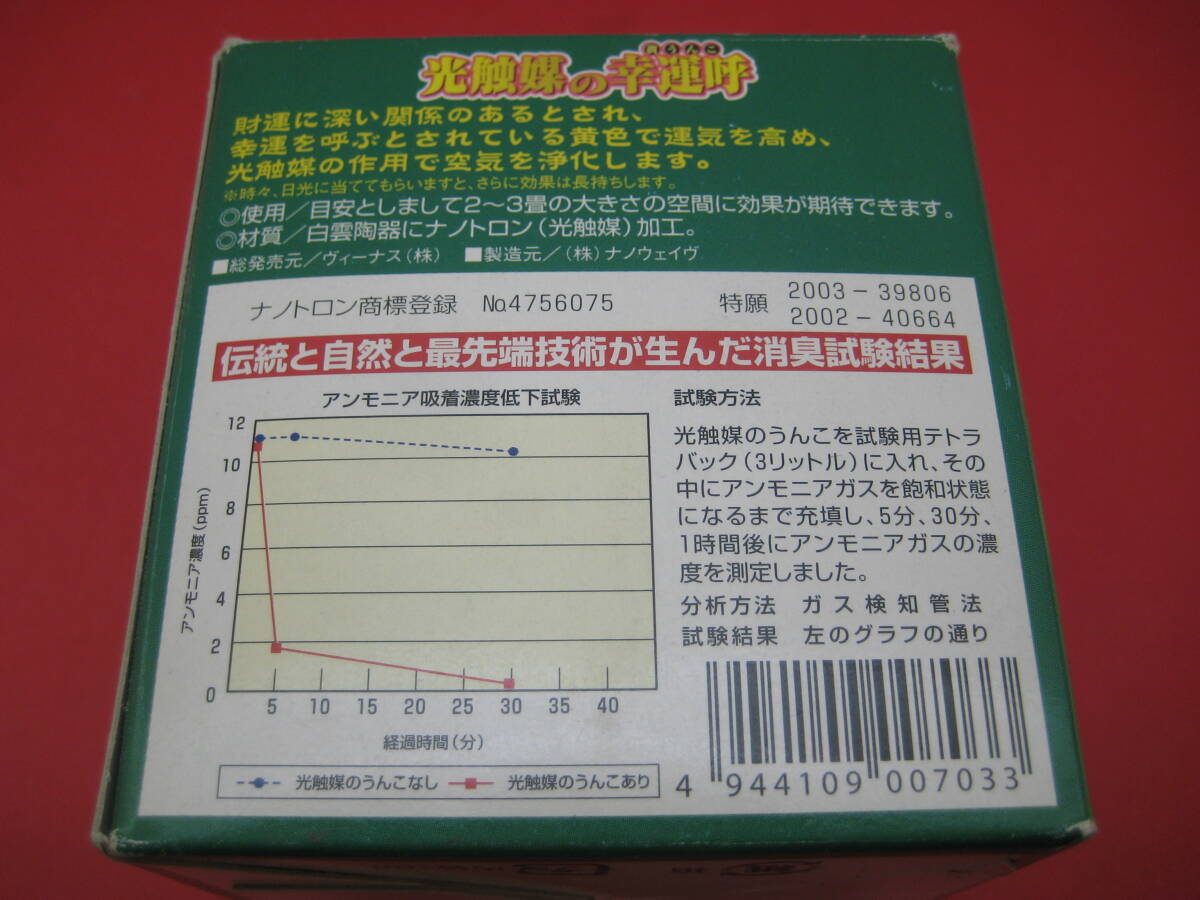 光触媒の幸運呼
うんこ
財運に深い関係のあるとされ、
幸運を呼ぶとされている黄色で運気を高め、
光触媒の作用で空気を浄化します。
※時々、日光に当ててもらいますと、さらに効果は長持ちします。
◎使用/目安としまして2〜3畳の大きさの空間に効果が期待できます。
◎材質/白雲陶器にナノトロン(光触媒)加工。
■総発売元/ヴィーナス(株) ■製造元/(株)ナノウェイヴ
ナノトロン商標登録 No.4756075 特願 2003-39806
2002-40664
伝統と自然と最先端技術が生んだ消臭試験結果
アンモニア吸着濃度低下試験
アンモニア濃度(ppm)
12
10
8
6
4
2
0
5 10 15 20 25 30 35 40
経過時間(分)
光触媒のうんこなし 光触媒のうんこあり
試験方法
光触媒のうんこを試験用テトラ
バック(3リットル)に入れ、その
中にアンモニアガスを飽和状態
になるまで充填し、5分、30分、
1時間後にアンモニアガスの濃
度を測定しました。
分析方法 ガス検知管法
試験結果 左のグラフの通り
4 944109 007033